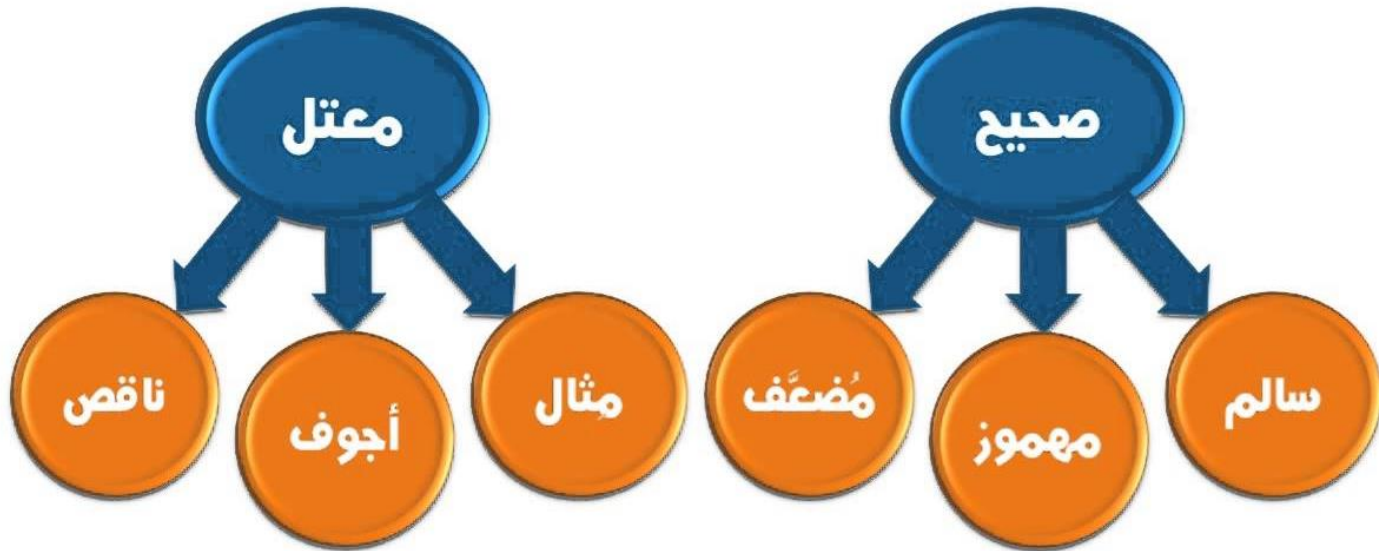 صحيح
معتل
سالم
مهموز
مُضعَّف
مِثال
أجوف
ناقص